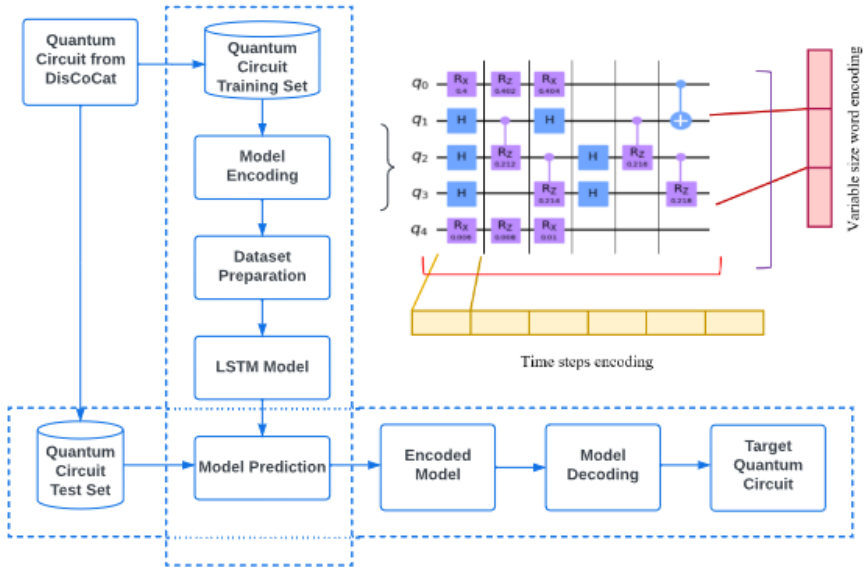 Quantum
Circuit from
DisCoCat
Quantum
Circuit
Training Set
Model
Encoding
Dataset
Preparation
LSTM Model
Model Prediction
Quantum
Circuit
Test Set
Encoded
Model
Model
Decoding
Target
Quantum
Circuit
q0 RX 0.4 RZ 0.402 RX 0.404
q1 H H
q2 H RZ 0.212 H RZ 0.218
q3 H RZ 0.214 H RZ 0.218
q4 RX 0.006 RZ 0.008 RX 0.01
Time steps encoding
Variable size word encoding